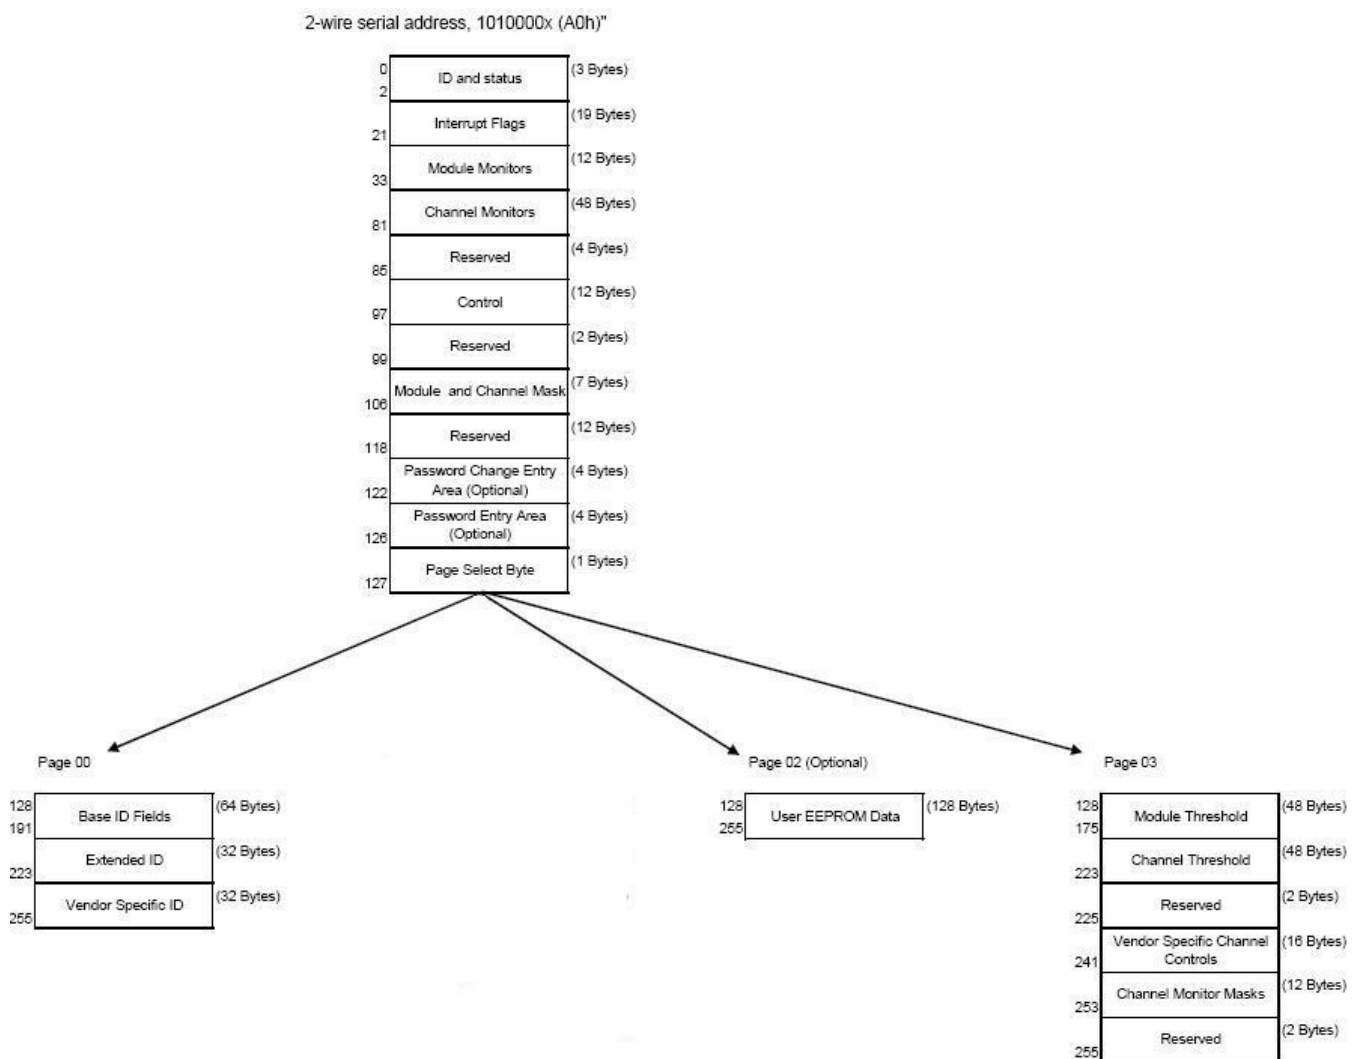 2-wire serial address, 1010000x (A0h)"
0
2
ID and status
(3 Bytes)
21
Interrupt Flags
(19 Bytes)
33
Module Monitors
(12 Bytes)
81
Channel Monitors
(48 Bytes)
85
Reserved
(4 Bytes)
97
Control
(12 Bytes)
99
Reserved
(2 Bytes)
106
Module and Channel Mask
(7 Bytes)
118
Reserved
(12 Bytes)
122
Password Change Entry
Area (Optional)
(4 Bytes)
126
Password Entry Area
(Optional)
(4 Bytes)
127
Page Select Byte
(1 Bytes)
Page 00
128
191
Base ID Fields
(64 Bytes)
223
Extended ID
(32 Bytes)
255
Vendor Specific ID
(32 Bytes)
Page 02 (Optional)
128
255
User EEPROM Data
(128 Bytes)
Page 03
128
175
Module Threshold
(48 Bytes)
223
Channel Threshold
(48 Bytes)
225
Reserved
(2 Bytes)
241
Vendor Specific Channel
Controls
(16 Bytes)
253
Channel Monitor Masks
(12 Bytes)
255
Reserved
(2 Bytes)